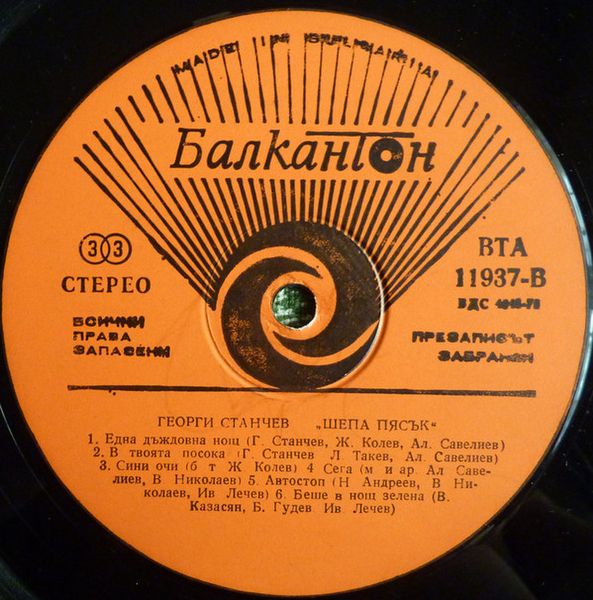 MADE IN BULGARIA
Балкантон
33
СТЕРЕО
ВСИЧКИ
ПРАВА
ЗАПАЗЕНИ
ВТА
11937-В
БДС
ПРЕЗАПИСЪТ
ЗАБРАНЕН
ГЕОРГИ СТАНЧЕВ „ШЕПА ПЯСЪК“
1. Една дъждовна нощ (Г. Станчев, Ж. Колев, Ал. Савелиев)
2. В твоята посока (Г. Станчев Л Такев, Ал. Савелиев)
3. Сини очи (б т Ж Колев) 4 Сега (м и ар. Ал Саве-
лиев, В Николаев) 5. Автостоп (Н Андреев, В Ни-
колаев, Ив Лечев) 6. Беше в нощ зелена (В.
Казасян, Б. Гудев Ив Лечев)